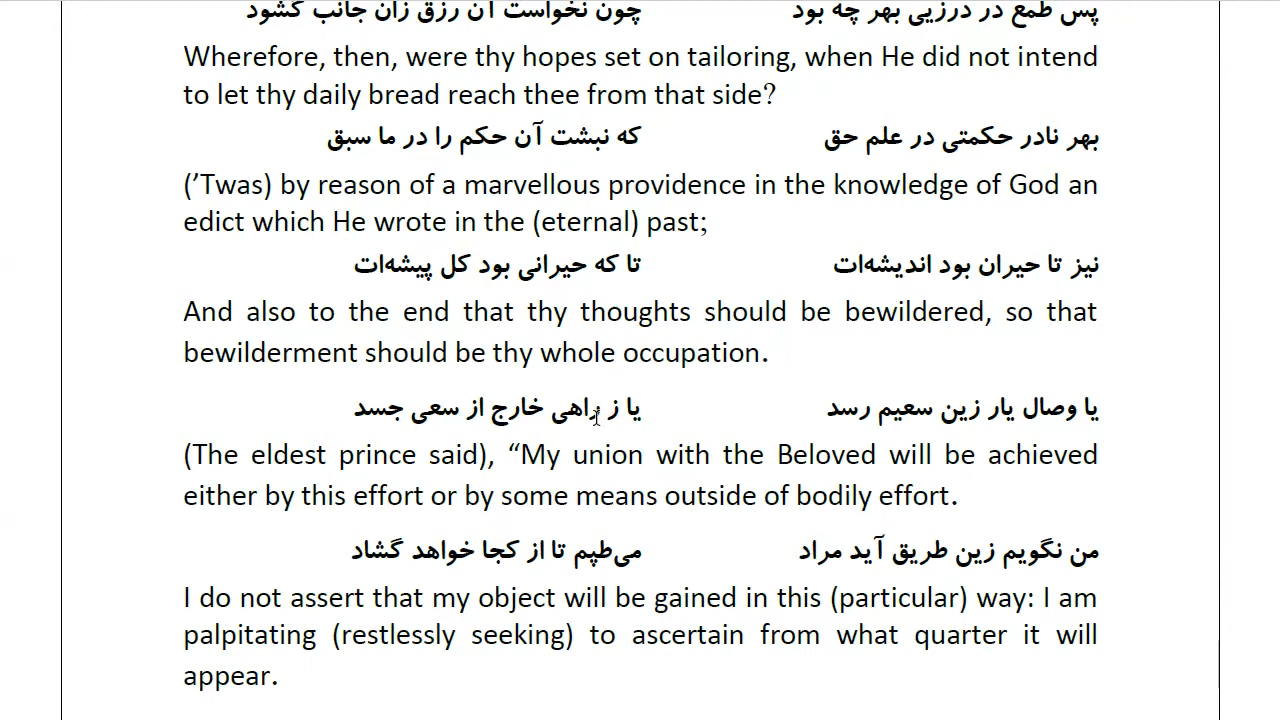 پس طمع در درزیی بهر چه بود چون نخواست آن رزق زان جانب گشود
Wherefore, then, were thy hopes set on tailoring, when He did not intend
to let thy daily bread reach thee from that side?
بهر نادر حکمتی در علم حق که نبشت آن حکم را در ما سبق
(’Twas) by reason of a marvellous providence in the knowledge of God an
edict which He wrote in the (eternal) past;
نیز تا حیران بود اندیشه‌ات تا که حیرانی بود کل پیشه‌ات
And also to the end that thy thoughts should be bewildered, so that
bewilderment should be thy whole occupation.
یا وصال یار زین سعیم رسد یا ز راهی خارج از سعی جسد
(The eldest prince said), “My union with the Beloved will be achieved
either by this effort or by some means outside of bodily effort.
من نگویم زین طریق آید مراد می‌طپم تا از کجا خواهد گشاد
I do not assert that my object will be gained in this (particular) way: I am
palpitating (restlessly seeking) to ascertain from what quarter it will
appear.